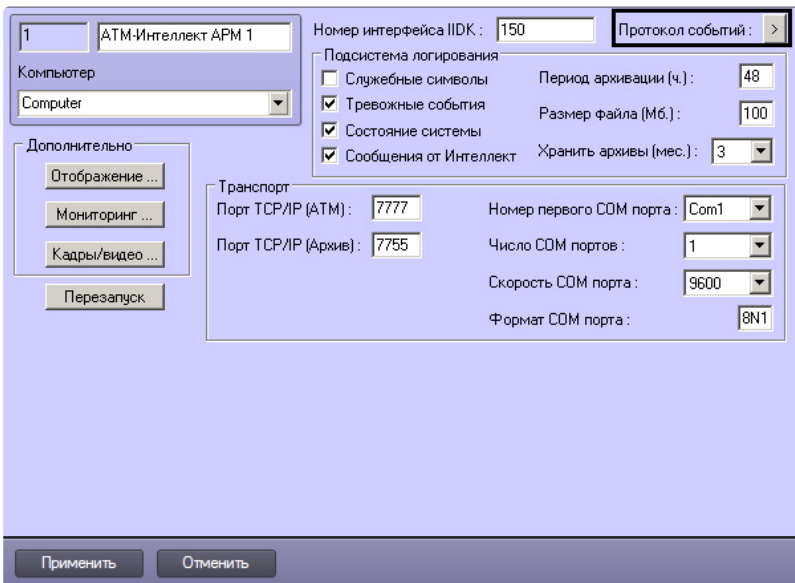 1 АТМ-Интеллект АРМ 1
Компьютер
Computer
Номер интерфейса IIDK : 150
Протокол событий : >
Подсистема логирования
Служебные символы
Тревожные события
Состояние системы
Сообщения от Интеллект
Период архивации (ч.) : 48
Размер файла (Мб.) : 100
Хранить архивы (мес.) : 3
Дополнительно
Отображение ...
Мониторинг ...
Кадры/видео ...
Перезапуск
Транспорт
Порт TCP/IP (АТМ) : 7777
Порт TCP/IP (Архив) : 7755
Номер первого COM порта : Com1
Число COM портов : 1
Скорость COM порта : 9600
Формат COM порта : 8N1
Применить Отменить